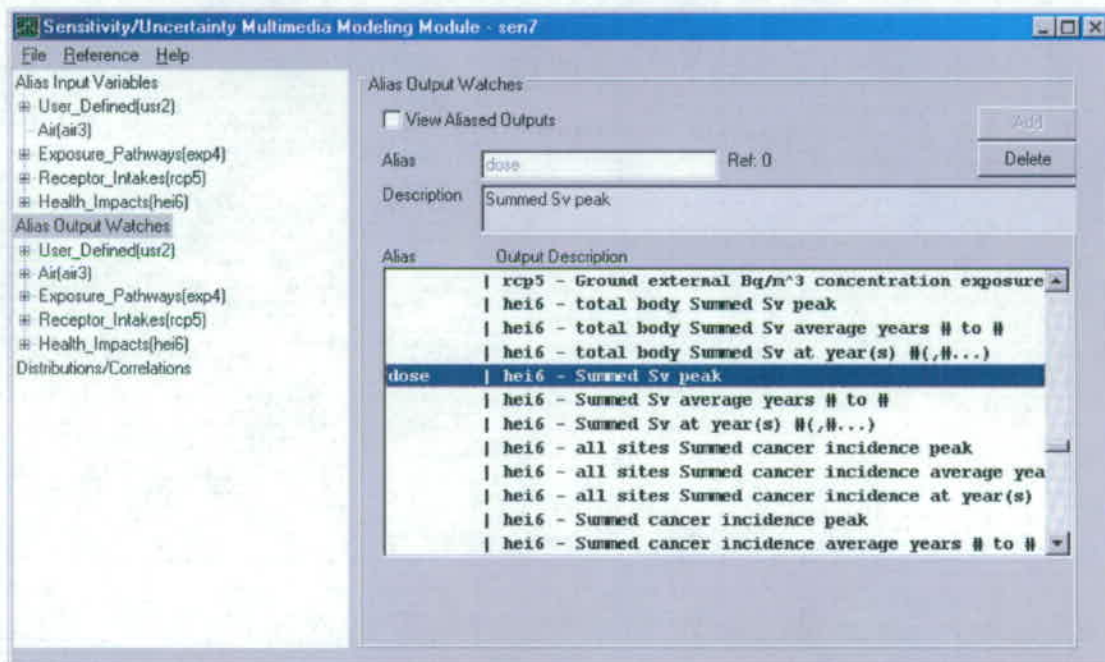 Sensitivity/Uncertainty Multimedia Modeling Module - sen7
File Reference Help
Alias Input Variables
User_Defined(usr2)
Air(air3)
Exposure_Pathways(exp4)
Receptor_Intakes(rcp5)
Health_Impacts(hei6)
Alias Output Watches
User_Defined(usr2)
Air(air3)
Exposure_Pathways(exp4)
Receptor_Intakes(rcp5)
Health_Impacts(hei6)
Distributions/Correlations
Alias Output Watches
View Aliased Outputs
Add
Alias dose Ref: 0 Delete
Description Summed Sv peak
Alias Output Description
| rcp5 - Ground external Bq/m^3 concentration exposure
| hei6 - total body Summed Sv peak
| hei6 - total body Summed Sv average years # to #
| hei6 - total body Summed Sv at year(s) #(,#...)
dose | hei6 - Summed Sv peak
| hei6 - Summed Sv average years # to #
| hei6 - Summed Sv at year(s) #(,#...)
| hei6 - all sites Summed cancer incidence peak
| hei6 - all sites Summed cancer incidence average yea
| hei6 - all sites Summed cancer incidence at year(s)
| hei6 - Summed cancer incidence peak
| hei6 - Summed cancer incidence average years # to #